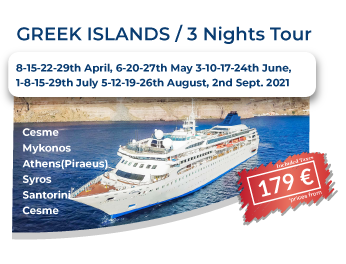 GREEK ISLANDS / 3 Nights Tour
8-15-22-29th April, 6-20-27th May 3-10-17-24th June,
1-8-15-29th July 5-12-19-26th August, 2nd Sept. 2021
Cesme
Mykonos
Athens(Piraeus)
Syros
Santorini
Cesme
Included Taxes
179 €
prices from